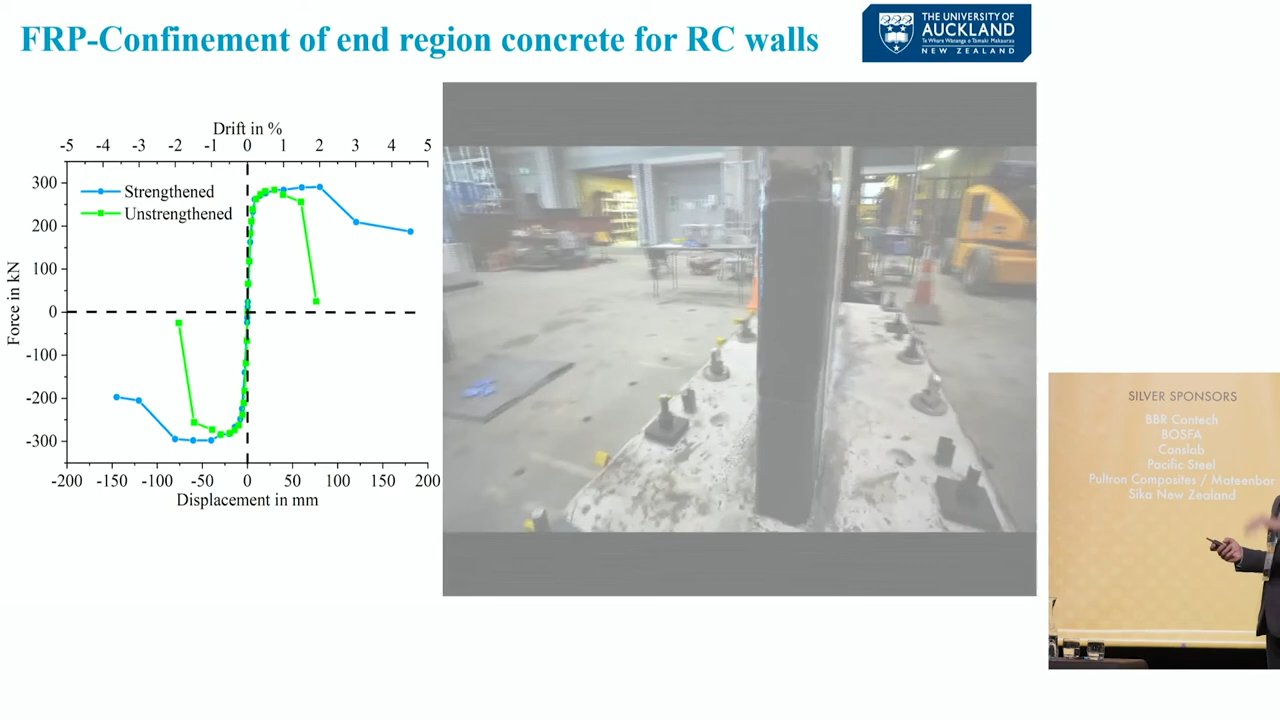 FRP-Confinement of end region concrete for RC walls
THE UNIVERSITY OF
AUCKLAND
Te Whare Wānanga o Tāmaki Makaurau
NEW ZEALAND
Drift in %
-5 -4 -3 -2 -1 0 1 2 3 4 5
Strengthened
Unstrengthened
300
200
100
0
-100
-200
-300
Force in kN
-200 -150 -100 -50 0 50 100 150 200
Displacement in mm
SILVER SPONSORS
BBR Contech
BOSFA
Conslab
Pacific Steel
Pultron Composites / Mateenbar
Sika New Zealand